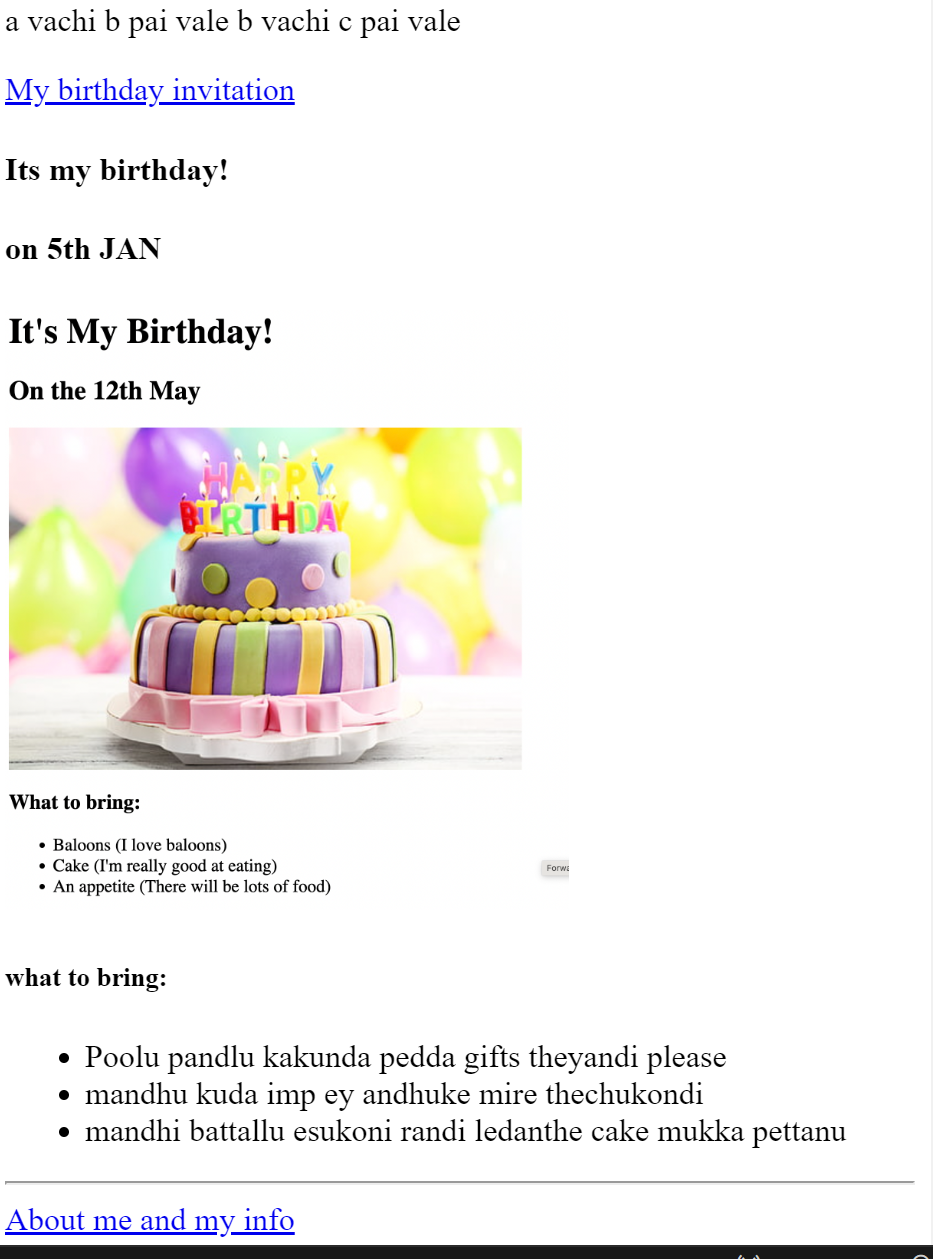 a vachi b pai vale b vachi c pai vale
My birthday invitation
Its my birthday!
on 5th JAN
It's My Birthday!
On the 12th May
HAPPY
BIRTHDAY
What to bring:
Baloons (I love baloons)
Cake (I'm really good at eating)
An appetite (There will be lots of food)
what to bring:
Poolu pandlu kakunda pedda gifts theyandi please
mandhu kuda imp ey andhuke mire thechukondi
mandhi battallu esukoni randi ledanthe cake mukka pettanu
About me and my info